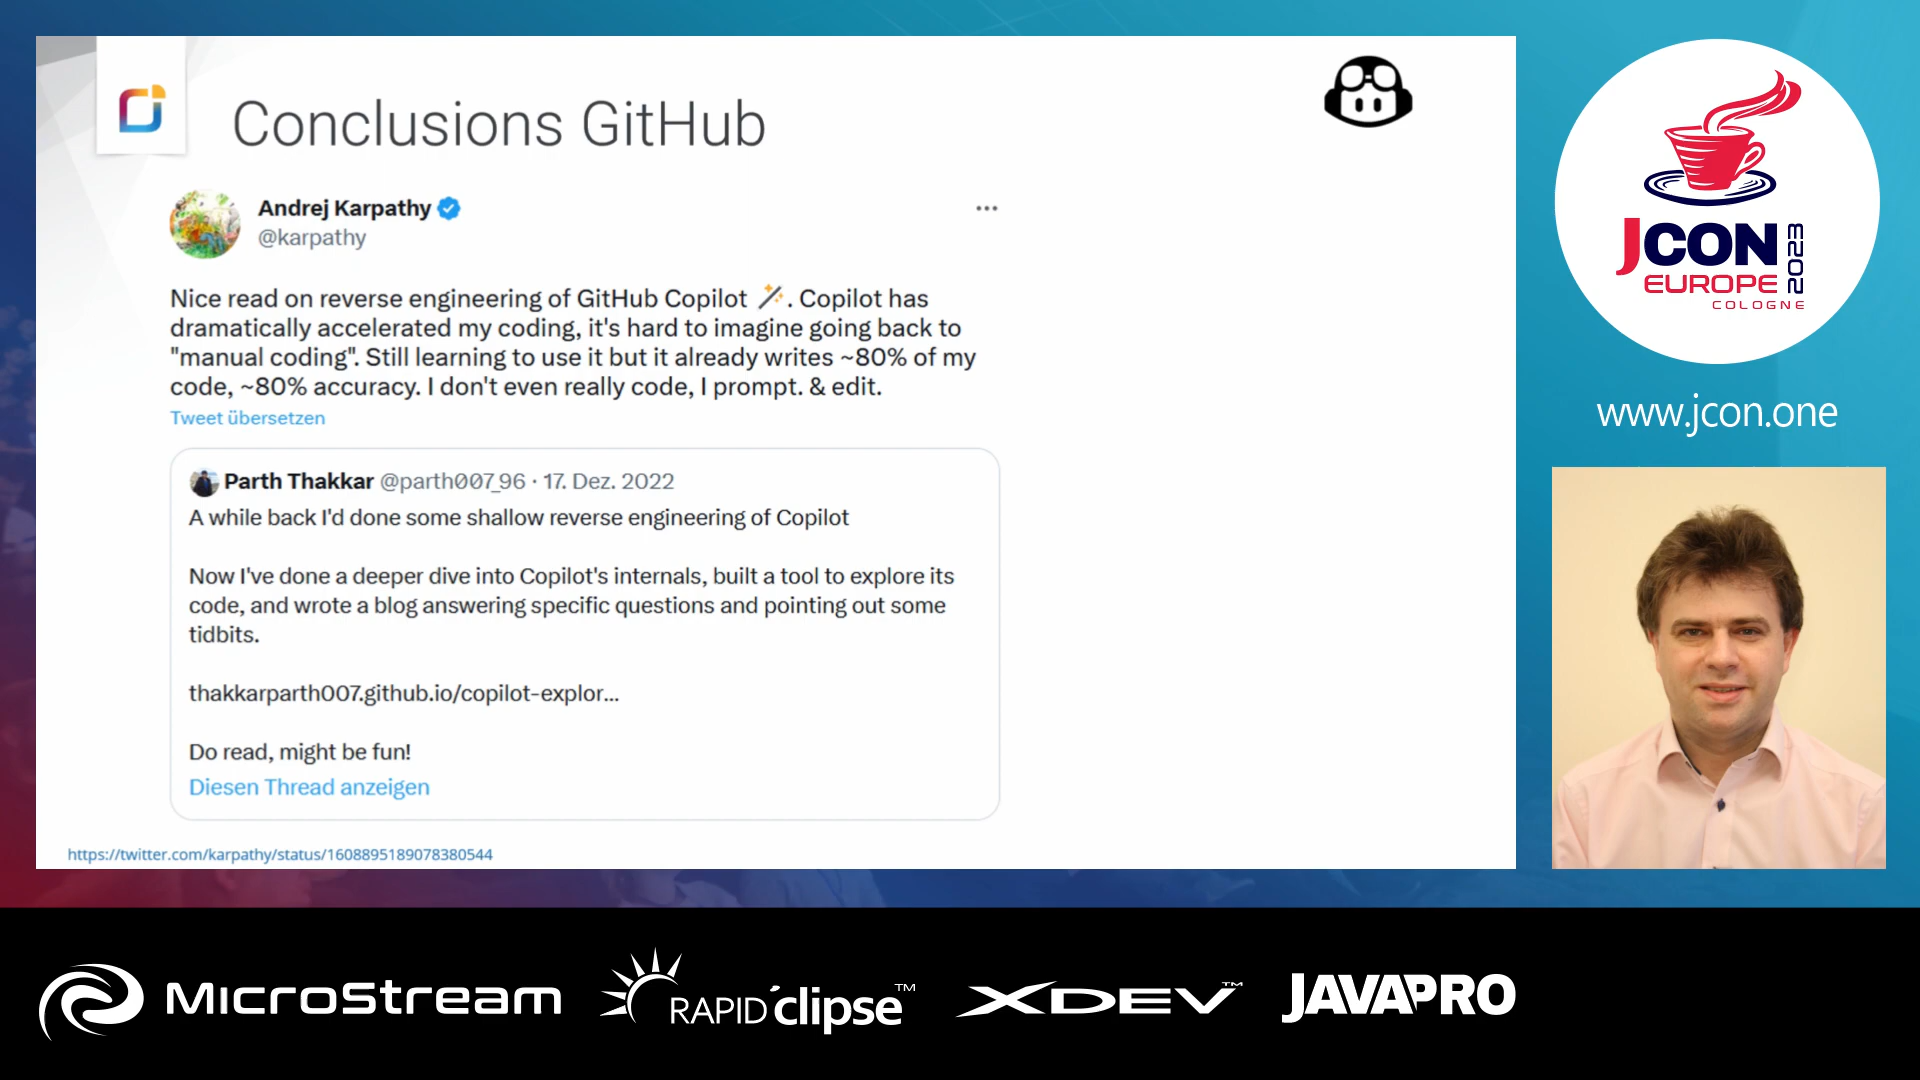 Conclusions GitHub
Andrej Karpathy
@karpathy
Nice read on reverse engineering of GitHub Copilot 🪄. Copilot has
dramatically accelerated my coding, it's hard to imagine going back to
"manual coding". Still learning to use it but it already writes ~80% of my
code, ~80% accuracy. I don't even really code, I prompt. & edit.
Tweet übersetzen
Parth Thakkar @parth007_96 · 17. Dez. 2022
A while back I'd done some shallow reverse engineering of Copilot
Now I've done a deeper dive into Copilot's internals, built a tool to explore its
code, and wrote a blog answering specific questions and pointing out some
tidbits.
thakkarparth007.github.io/copilot-explor...
Do read, might be fun!
Diesen Thread anzeigen
https://twitter.com/karpathy/status/1608895189078380544
JCON
EUROPE
2023
COLOGNE
www.jcon.one
MicroStream
RAPID'clipse™
XDEV™
JAVAPRO